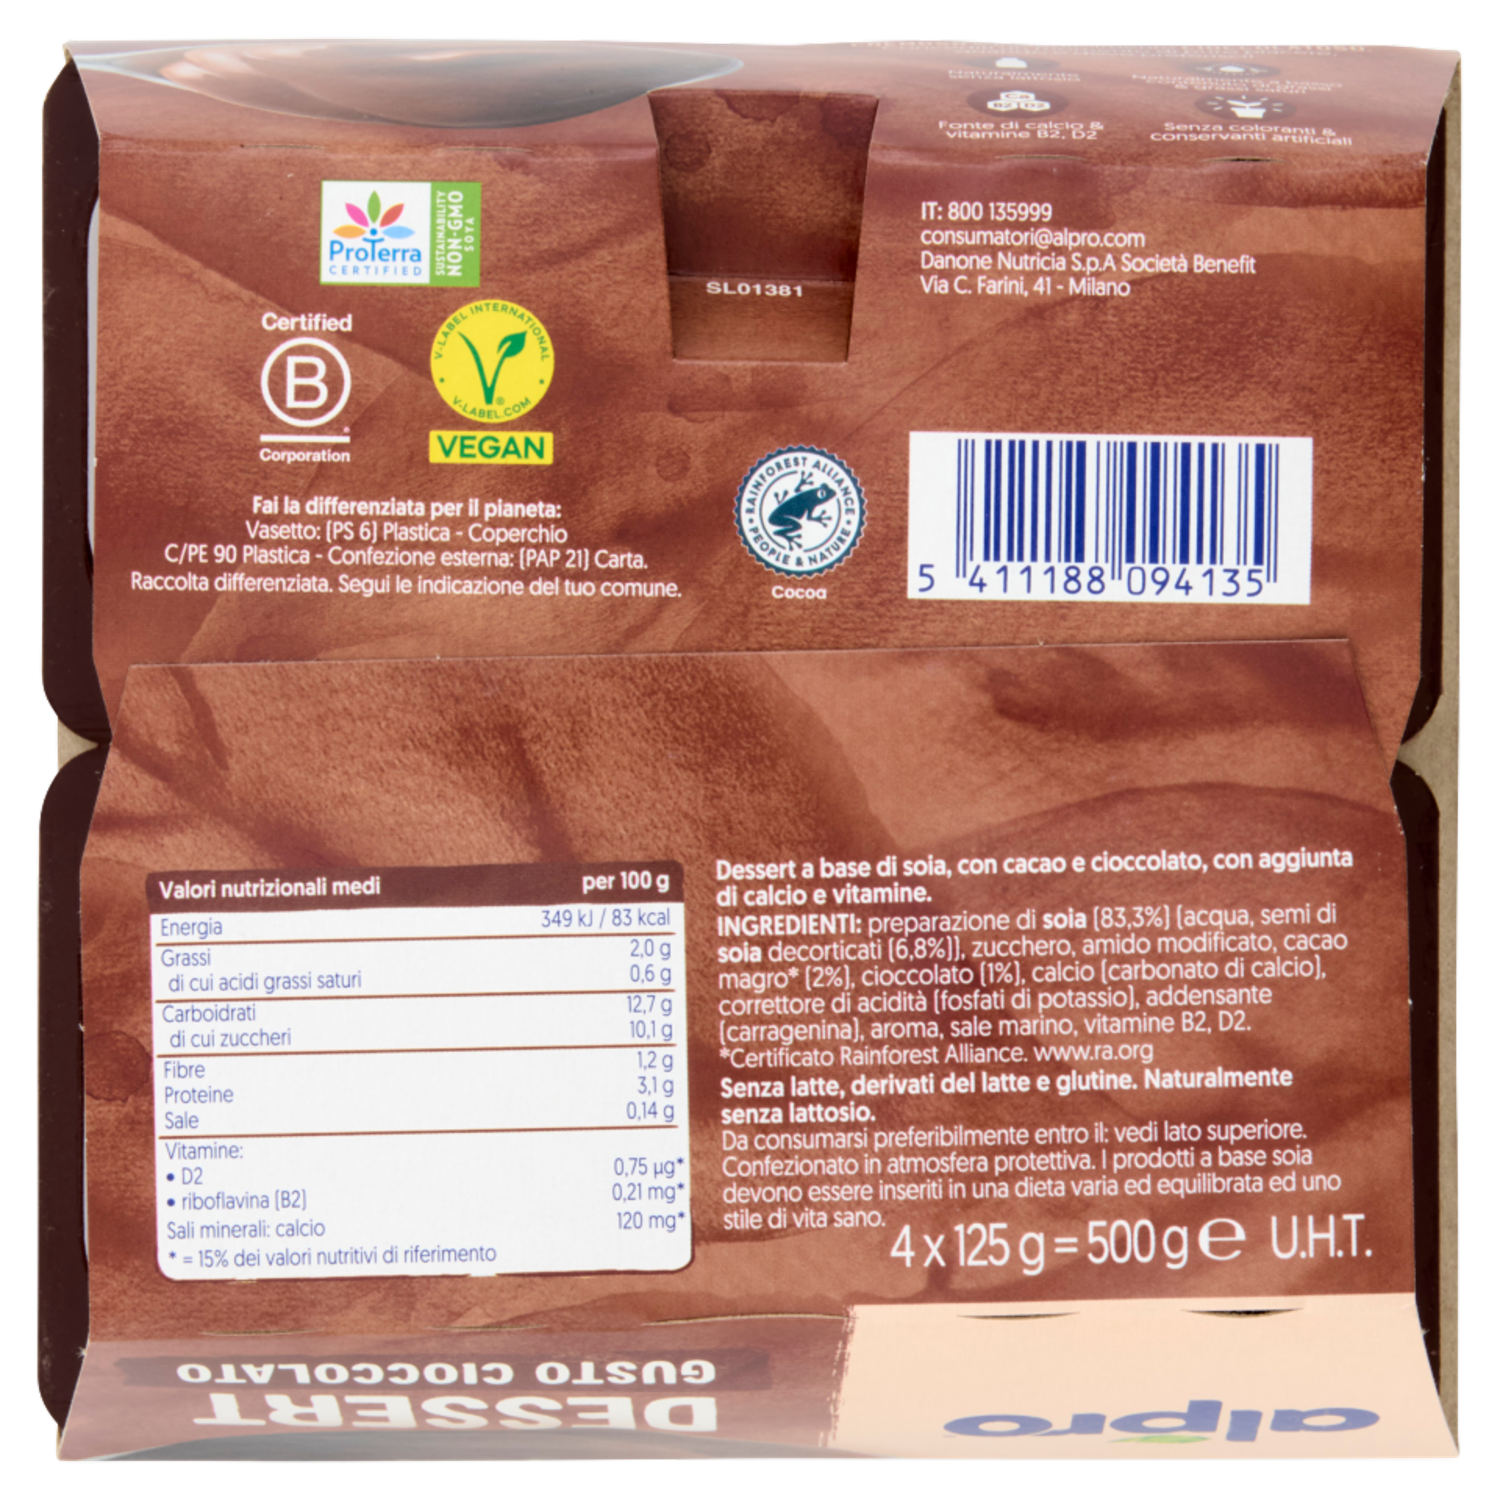 Naturalmente
senza lattosio
Ca
B2 D2
Fonte di calcio &
vitamine B2, D2
Senza coloranti &
conservanti artificiali
ProTerra
CERTIFIED
SUSTAINABILITY
NON-GMO
SOYA
SL01381
IT: 800 135999
consumatori@alpro.com
Danone Nutricia S.p.A Società Benefit
Via C. Farini, 41 - Milano
Certified
B
®
Corporation
V-LABEL INTERNATIONAL
V-LABEL.COM
®
VEGAN
Fai la differenziata per il pianeta:
Vasetto: (PS 6) Plastica - Coperchio
C/PE 90 Plastica - Confezione esterna: (PAP 21) Carta.
Raccolta differenziata. Segui le indicazione del tuo comune.
RAINFOREST ALLIANCE
PEOPLE & NATURE
Cocoa
5 411188 094135
Valori nutrizionali medi per 100 g
Energia 349 kJ / 83 kcal
Grassi 2,0 g
di cui acidi grassi saturi 0,6 g
Carboidrati 12,7 g
di cui zuccheri 10,1 g
Fibre 1,2 g
Proteine 3,1 g
Sale 0,14 g
Vitamine:
• D2 0,75 µg*
• riboflavina (B2) 0,21 mg*
Sali minerali: calcio 120 mg*
* = 15% dei valori nutritivi di riferimento
Dessert a base di soia, con cacao e cioccolato, con aggiunta
di calcio e vitamine.
INGREDIENTI: preparazione di soia (83,3%) (acqua, semi di
soia decorticati (6,8%)), zucchero, amido modificato, cacao
magro* (2%), cioccolato (1%), calcio (carbonato di calcio),
correttore di acidità (fosfati di potassio), addensante
(carragenina), aroma, sale marino, vitamine B2, D2.
*Certificato Rainforest Alliance. www.ra.org
Senza latte, derivati del latte e glutine. Naturalmente
senza lattosio.
Da consumarsi preferibilmente entro il: vedi lato superiore.
Confezionato in atmosfera protettiva. I prodotti a base soia
devono essere inseriti in una dieta varia ed equilibrata ed uno
stile di vita sano.
4 x 125 g = 500 g e U.H.T.
DESSERT
GUSTO CIOCCOLATO
alpro